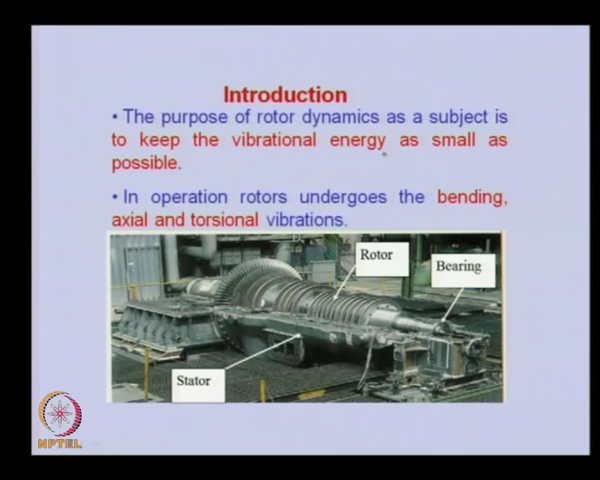 Introduction
• The purpose of rotor dynamics as a subject is
to keep the vibrational energy as small as
possible.
• In operation rotors undergoes the bending,
axial and torsional vibrations.
Rotor
Bearing
Stator
NPTEL